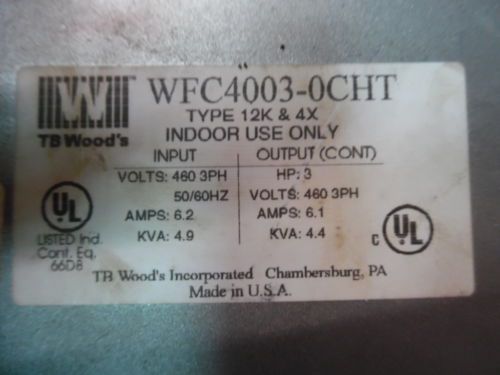 W
WFC4003-0CHT
TYPE 12K & 4X
TB Wood's
INDOOR USE ONLY
INPUT OUTPUT (CONT)
VOLTS: 460 3PH HP: 3
50/60HZ VOLTS: 460 3PH
AMPS: 6.2 AMPS: 6.1
KVA: 4.9 KVA: 4.4
UL
LISTED Ind.
Cont. Eq.
66D8
C UL
TB Wood's Incorporated Chambersburg, PA
Made in U.S.A.